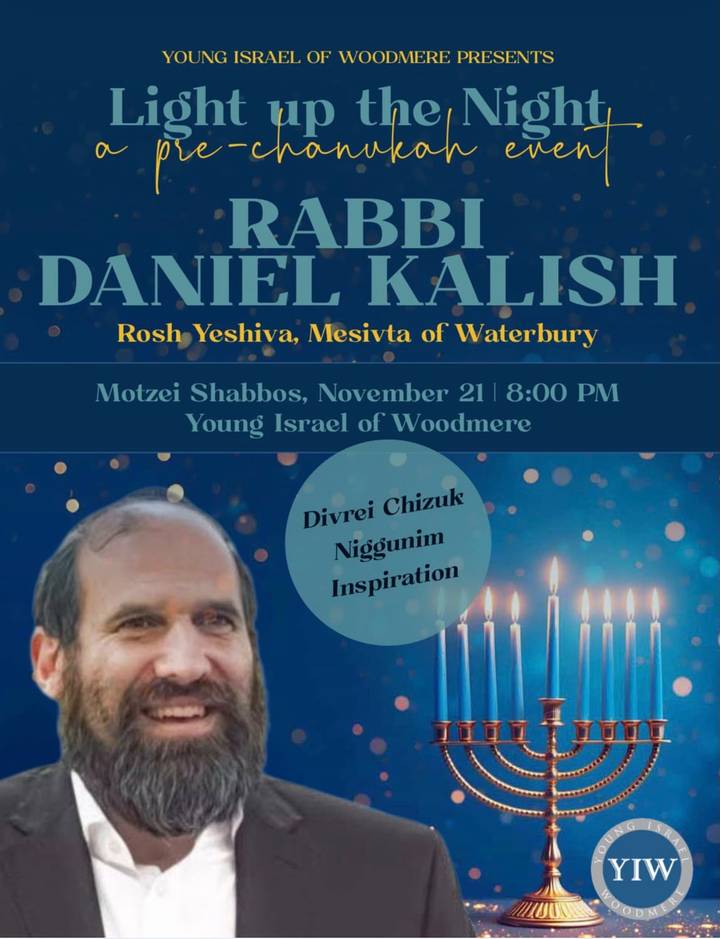 YOUNG ISRAEL OF WOODMERE PRESENTS
Light up the Night
a pre-chanukah event
RABBI
DANIEL KALISH
Rosh Yeshiva, Mesivta of Waterbury
Motzei Shabbos, November 21 | 8:00 PM
Young Israel of Woodmere
Divrei Chizuk
Niggunim
Inspiration
YOUNG ISRAEL
YIW
WOODMERE